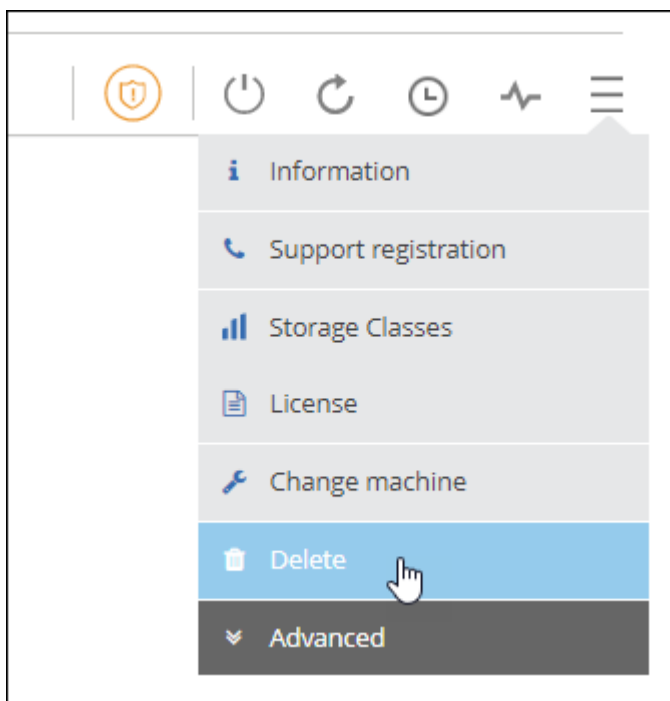 Information
Support registration
Storage Classes
License
Change machine
Delete
Advanced